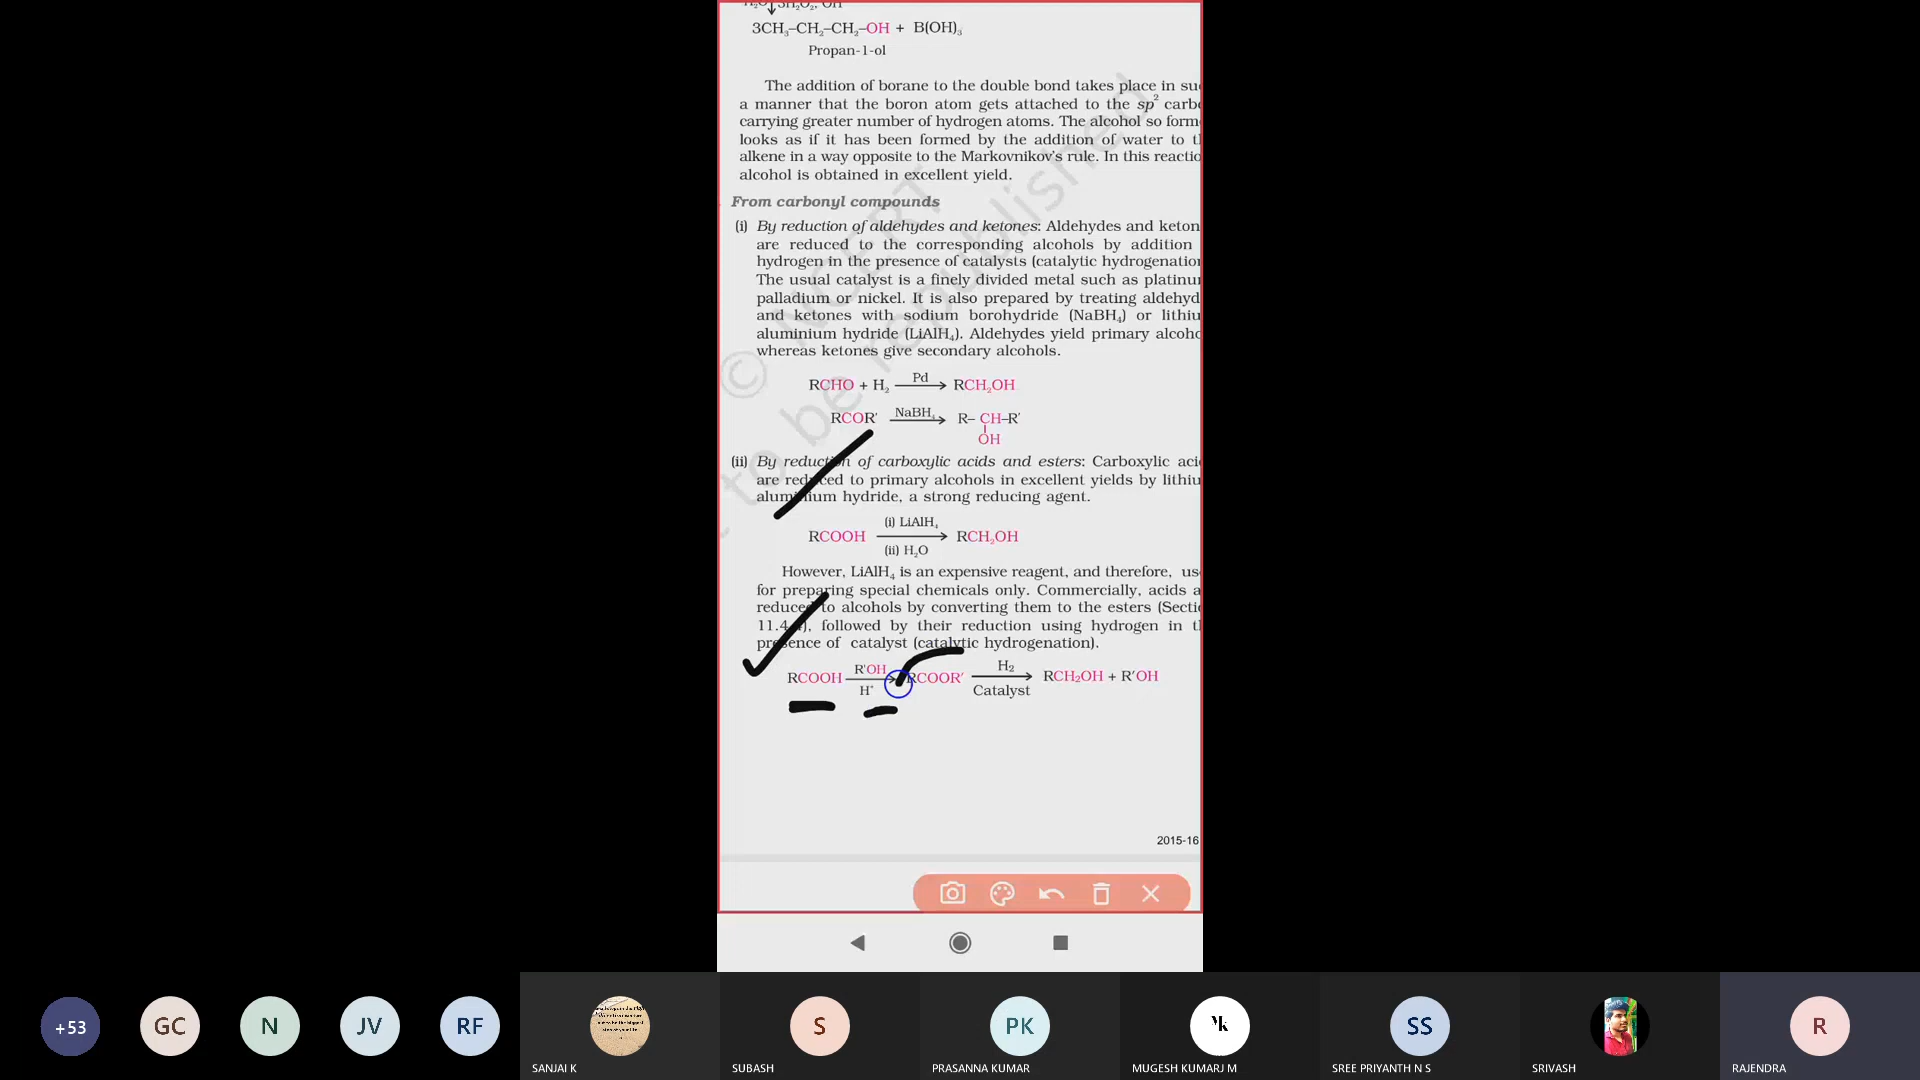 H₂O 3H₂O₂, OH
3CH₃–CH₂–CH₂–OH + B(OH)₃
Propan-1-ol
The addition of borane to the double bond takes place in su
a manner that the boron atom gets attached to the sp² carb
carrying greater number of hydrogen atoms. The alcohol so form
looks as if it has been formed by the addition of water to t
alkene in a way opposite to the Markovnikov's rule. In this reactio
alcohol is obtained in excellent yield.
From carbonyl compounds
(i) By reduction of aldehydes and ketones: Aldehydes and keton
are reduced to the corresponding alcohols by addition
hydrogen in the presence of catalysts (catalytic hydrogenation
The usual catalyst is a finely divided metal such as platinu
palladium or nickel. It is also prepared by treating aldehyd
and ketones with sodium borohydride (NaBH₄) or lithiu
aluminium hydride (LiAlH₄). Aldehydes yield primary alcoho
whereas ketones give secondary alcohols.
RCHO + H₂ Pd → RCH₂OH
RCOR' NaBH₄ → R– CH–R'
OH
(ii) By reduction of carboxylic acids and esters: Carboxylic aci
are reduced to primary alcohols in excellent yields by lithiu
aluminium hydride, a strong reducing agent.
RCOOH (i) LiAlH₄ (ii) H₂O → RCH₂OH
However, LiAlH₄ is an expensive reagent, and therefore, us
for preparing special chemicals only. Commercially, acids a
reduced to alcohols by converting them to the esters (Secti
11.4.4), followed by their reduction using hydrogen in t
presence of catalyst (catalytic hydrogenation).
RCOOH R'OH H⁺ → RCOOR' H₂ Catalyst → RCH₂OH + R'OH
© NCERT
t to be republished
2015-16
+53 GC N JV RF S PK SS R
SANJAI K SUBASH PRASANNA KUMAR MUGESH KUMARJ M SREE PRIYANTH N S SRIVASH RAJENDRA